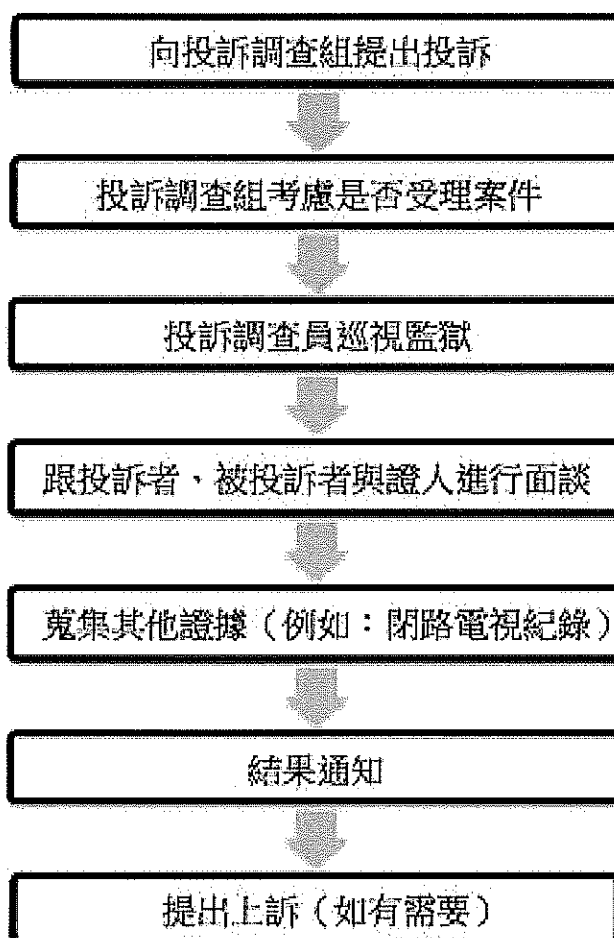 向投訴調查組提出投訴
投訴調查組考慮是否受理案件
投訴調查員巡視監獄
跟投訴者、被投訴者與證人進行面談
蒐集其他證據（例如：閉路電視紀錄）
結果通知
提出上訴（如有需要）